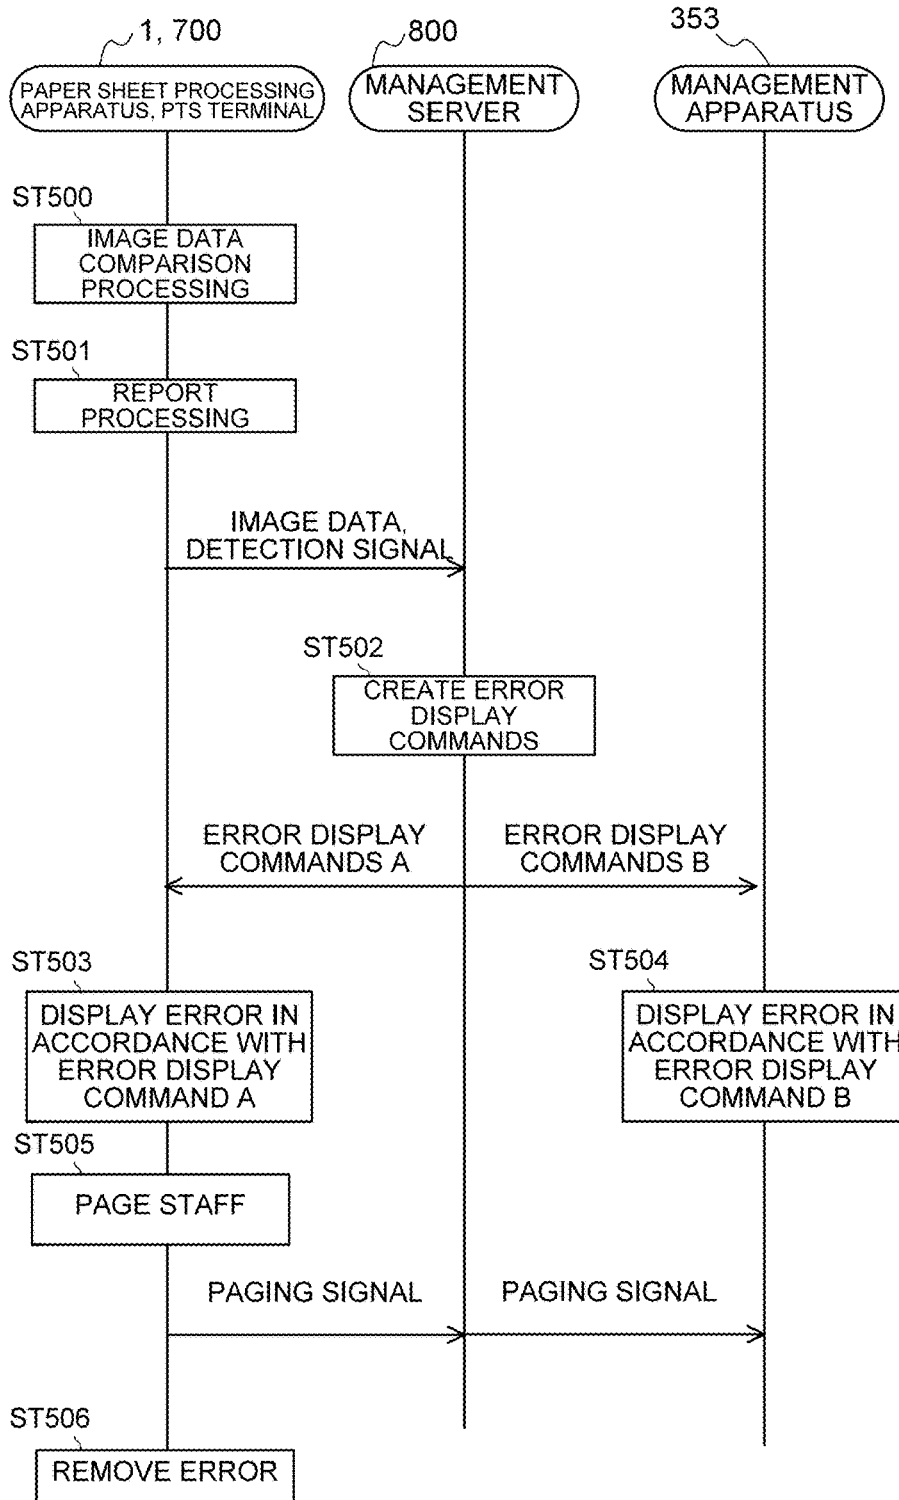 1, 700
800
353
PAPER SHEET PROCESSING
APPARATUS, PTS TERMINAL
MANAGEMENT
SERVER
MANAGEMENT
APPARATUS
ST500
IMAGE DATA
COMPARISON
PROCESSING
ST501
REPORT
PROCESSING
IMAGE DATA,
DETECTION SIGNAL
ST502
CREATE ERROR
DISPLAY
COMMANDS
ERROR DISPLAY
COMMANDS A
ERROR DISPLAY
COMMANDS B
ST503
DISPLAY ERROR IN
ACCORDANCE WITH
ERROR DISPLAY
COMMAND A
ST504
DISPLAY ERROR IN
ACCORDANCE WITH
ERROR DISPLAY
COMMAND B
ST505
PAGE STAFF
PAGING SIGNAL
PAGING SIGNAL
ST506
REMOVE ERROR